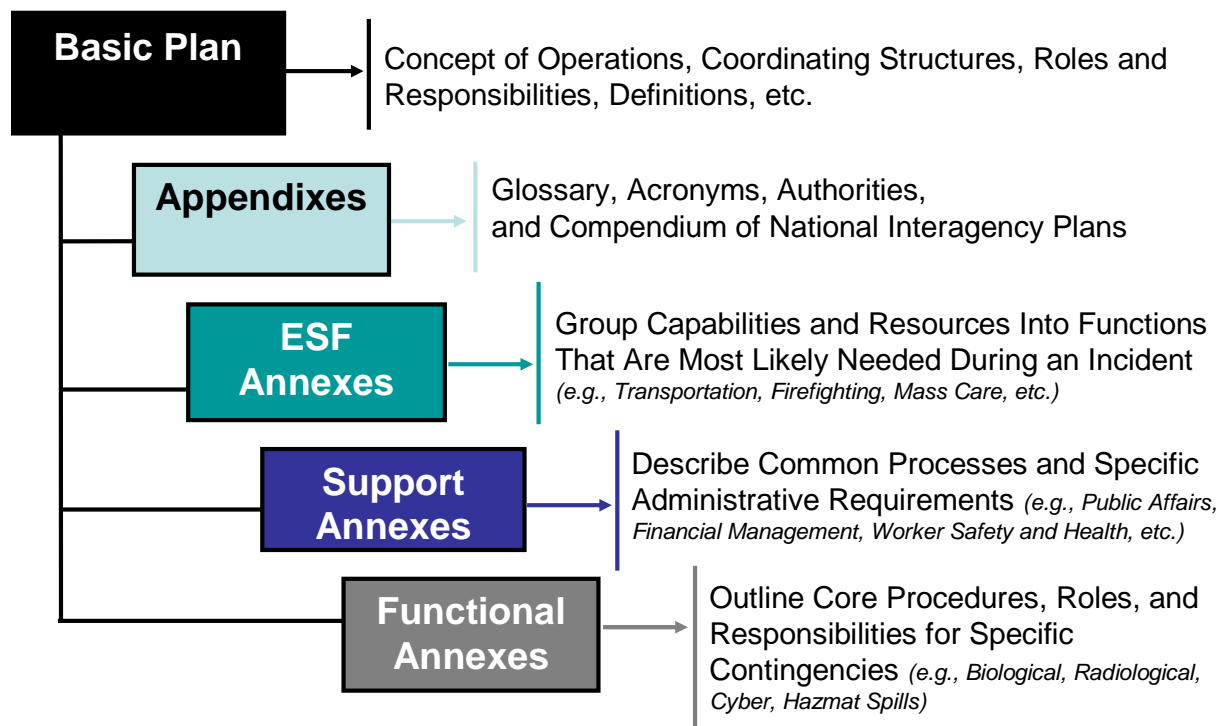 Basic Plan
Concept of Operations, Coordinating Structures, Roles and
Responsibilities, Definitions, etc.
Appendixes
Glossary, Acronyms, Authorities,
and Compendium of National Interagency Plans
ESF
Annexes
Group Capabilities and Resources Into Functions
That Are Most Likely Needed During an Incident
(e.g., Transportation, Firefighting, Mass Care, etc.)
Support
Annexes
Describe Common Processes and Specific
Administrative Requirements (e.g., Public Affairs,
Financial Management, Worker Safety and Health, etc.)
Functional
Annexes
Outline Core Procedures, Roles, and
Responsibilities for Specific
Contingencies (e.g., Biological, Radiological,
Cyber, Hazmat Spills)